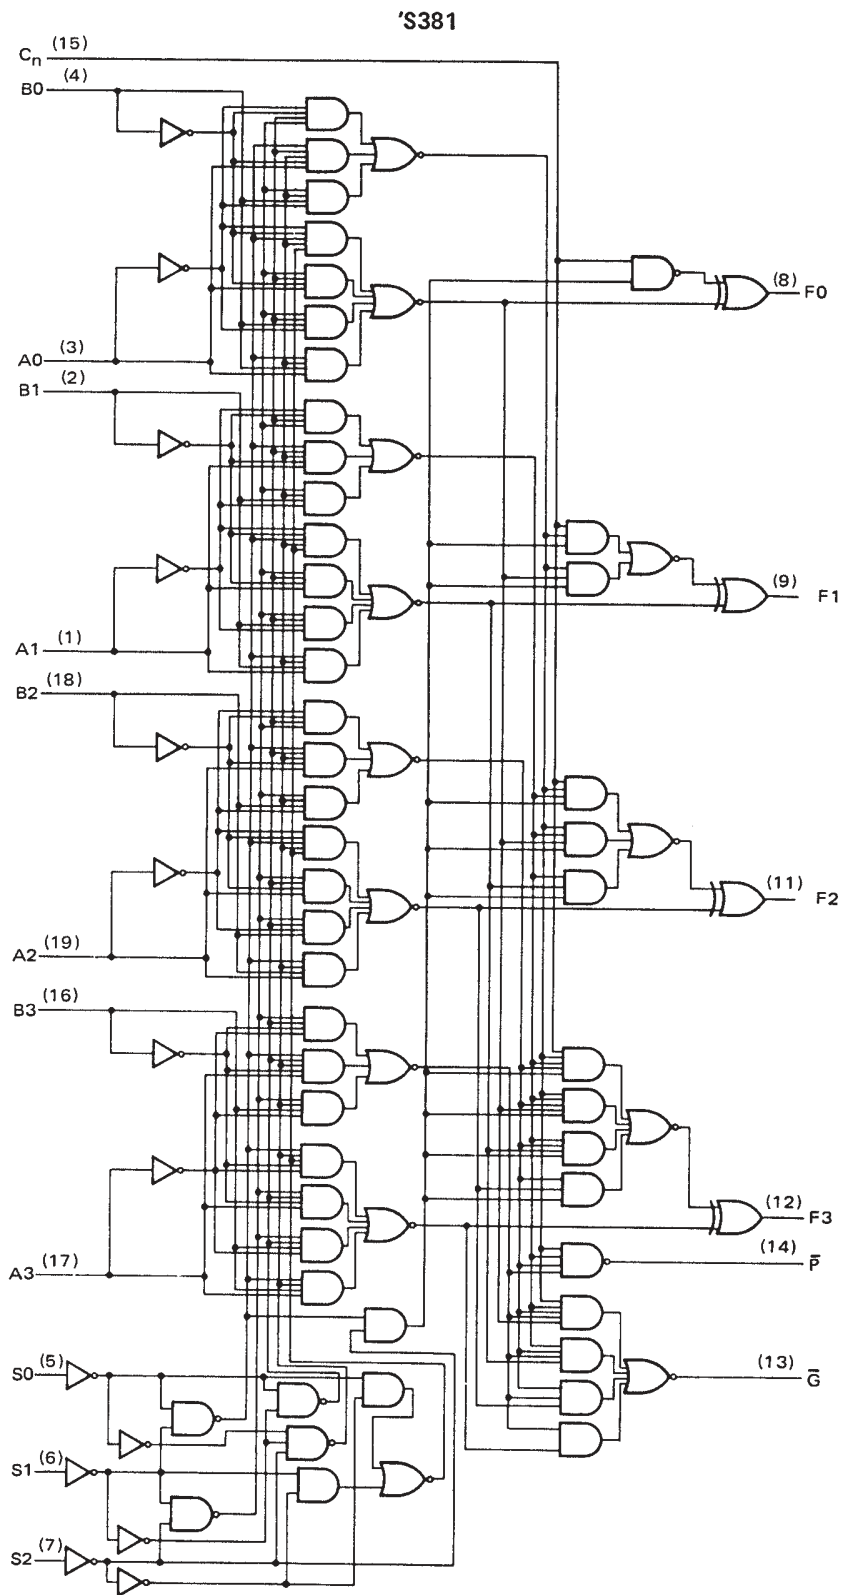 'S381
Cn (15)
B0 (4)
(8) F0
A0 (3)
B1 (2)
(9) F1
A1 (1)
B2 (18)
(11) F2
A2 (19)
B3 (16)
(12) F3
(14) P̅
A3 (17)
S0 (5)
(13) G̅
S1 (6)
S2 (7)